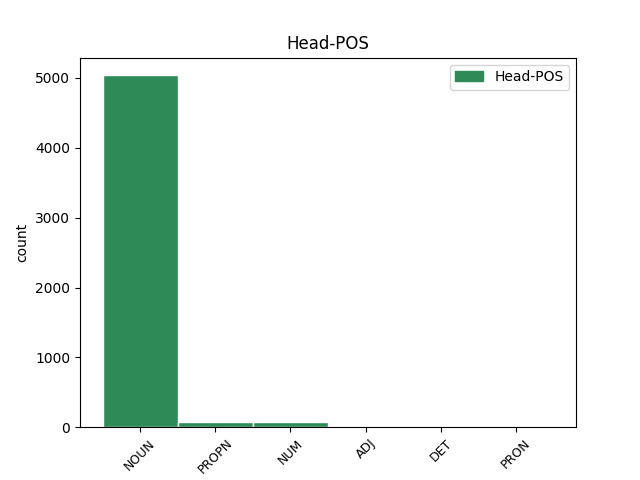 Head-POS
Head-POS
count
5000
4000
3000
2000
1000
0
NOUN
PROPN
NUM
ADJ
DET
PRON